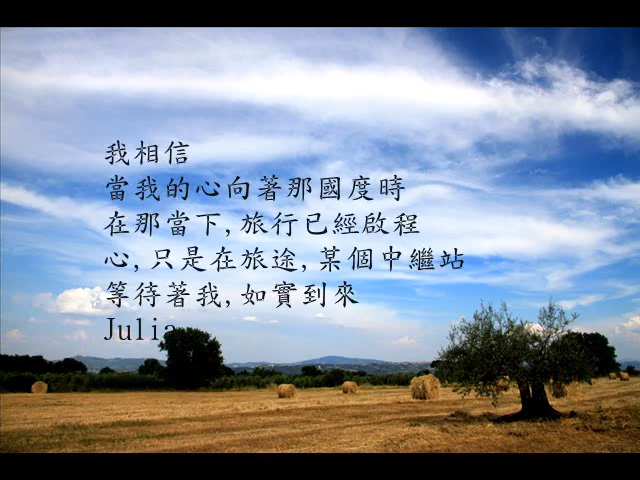 我相信
當我的心向著那國度時
在那當下,旅行已經啟程
心,只是在旅途,某個中繼站
等待著我,如實到來
Julia